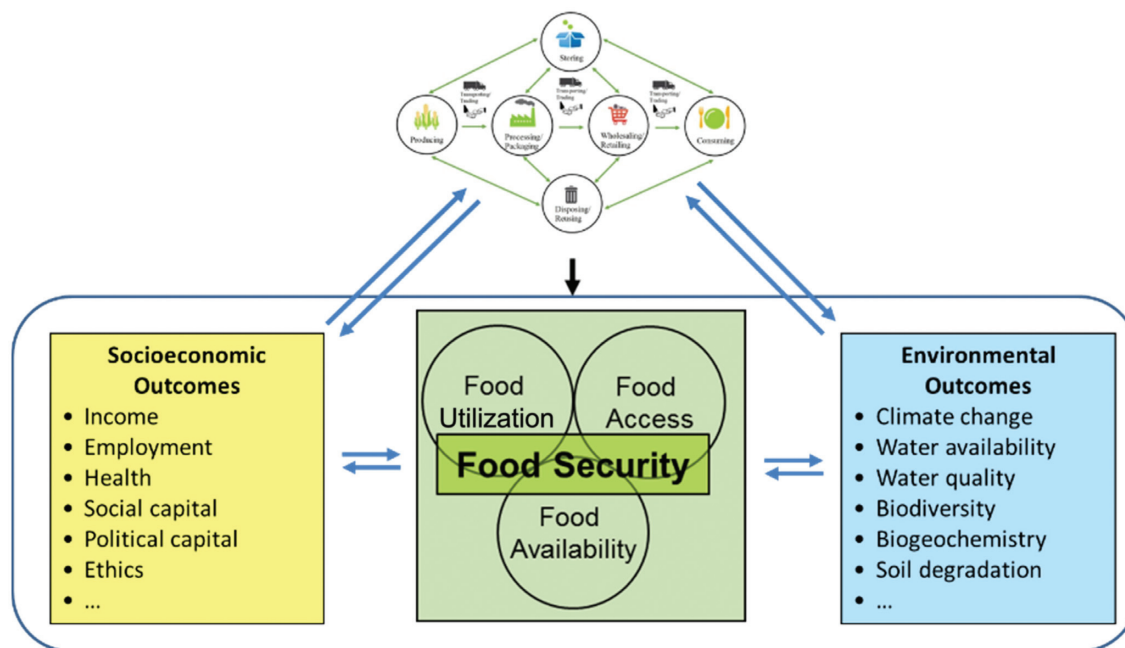 Storing
Transporting/
Trading
Transporting/
Trading
Transporting/
Trading
Producing
Processing/
Packaging
Wholesaling/
Retailing
Consuming
Disposing/
Reusing
Socioeconomic
Outcomes
• Income
• Employment
• Health
• Social capital
• Political capital
• Ethics
• ...
Food
Utilization
Food
Access
Food Security
Food
Availability
Environmental
Outcomes
• Climate change
• Water availability
• Water quality
• Biodiversity
• Biogeochemistry
• Soil degradation
• ...